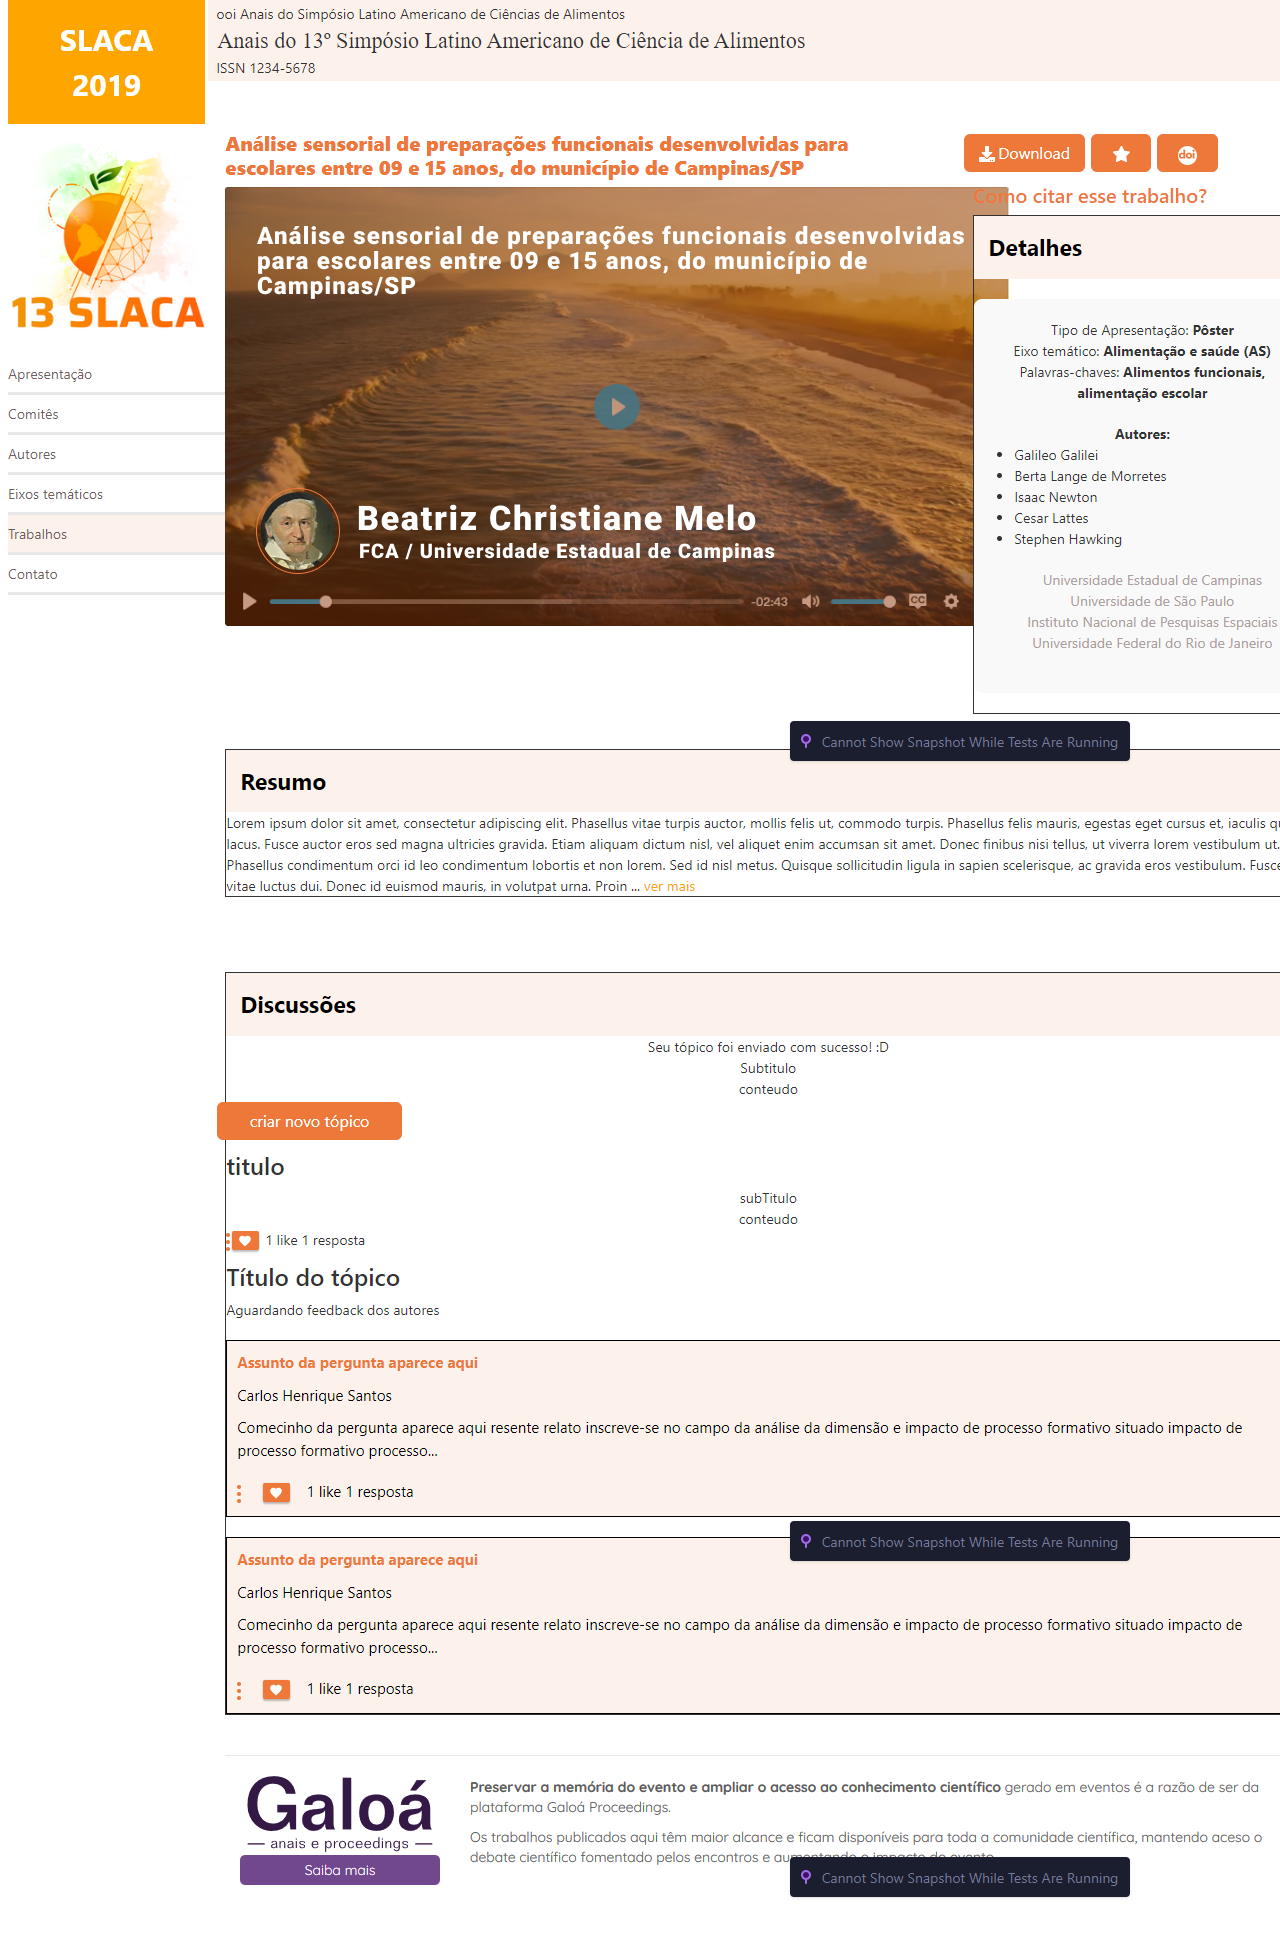 SLACA
2019
ooi Anais do Simpósio Latino Americano de Ciências de Alimentos
Anais do 13º Simpósio Latino Americano de Ciência de Alimentos
ISSN 1234-5678
13 SLACA
Apresentação
Comitês
Autores
Eixos temáticos
Trabalhos
Contato
Análise sensorial de preparações funcionais desenvolvidas para
escolares entre 09 e 15 anos, do município de Campinas/SP
Download
doi
Como citar esse trabalho?
Análise sensorial de preparações funcionais desenvolvidas
para escolares entre 09 e 15 anos, do município de
Campinas/SP
Beatriz Christiane Melo
FCA / Universidade Estadual de Campinas
-02:43
CC
Detalhes
Tipo de Apresentação: Pôster
Eixo temático: Alimentação e saúde (AS)
Palavras-chaves: Alimentos funcionais,
alimentação escolar
Autores:
Galileo Galilei
Berta Lange de Morretes
Isaac Newton
Cesar Lattes
Stephen Hawking
Universidade Estadual de Campinas
Universidade de São Paulo
Instituto Nacional de Pesquisas Espaciais
Universidade Federal do Rio de Janeiro
Cannot Show Snapshot While Tests Are Running
Resumo
Lorem ipsum dolor sit amet, consectetur adipiscing elit. Phasellus vitae turpis auctor, mollis felis ut, commodo turpis. Phasellus felis mauris, egestas eget cursus et, iaculis
lacus. Fusce auctor eros sed magna ultricies gravida. Etiam aliquam dictum nisl, vel aliquet enim accumsan sit amet. Donec finibus nisi tellus, ut viverra lorem vestibulum ut.
Phasellus condimentum orci id leo condimentum lobortis et non lorem. Sed id nisl metus. Quisque sollicitudin ligula in sapien scelerisque, ac gravida eros vestibulum. Fusce
vitae luctus dui. Donec id euismod mauris, in volutpat urna. Proin ... ver mais
Discussões
Seu tópico foi enviado com sucesso! :D
Subtitulo
conteudo
criar novo tópico
titulo
subTitulo
conteudo
1 like 1 resposta
Título do tópico
Aguardando feedback dos autores
Assunto da pergunta aparece aqui
Carlos Henrique Santos
Comecinho da pergunta aparece aqui resente relato inscreve-se no campo da análise da dimensão e impacto de processo formativo situado impacto de
processo formativo processo...
1 like 1 resposta
Cannot Show Snapshot While Tests Are Running
Assunto da pergunta aparece aqui
Carlos Henrique Santos
Comecinho da pergunta aparece aqui resente relato inscreve-se no campo da análise da dimensão e impacto de processo formativo situado impacto de
processo formativo processo...
1 like 1 resposta
Galoá
anais e proceedings
Saiba mais
Preservar a memória do evento e ampliar o acesso ao conhecimento científico gerado em eventos é a razão de ser da
plataforma Galoá Proceedings.
Os trabalhos publicados aqui têm maior alcance e ficam disponíveis para toda a comunidade científica, mantendo aceso o
debate científico fomentado pelos encontros e aumentando o impacto do evento.
Cannot Show Snapshot While Tests Are Running